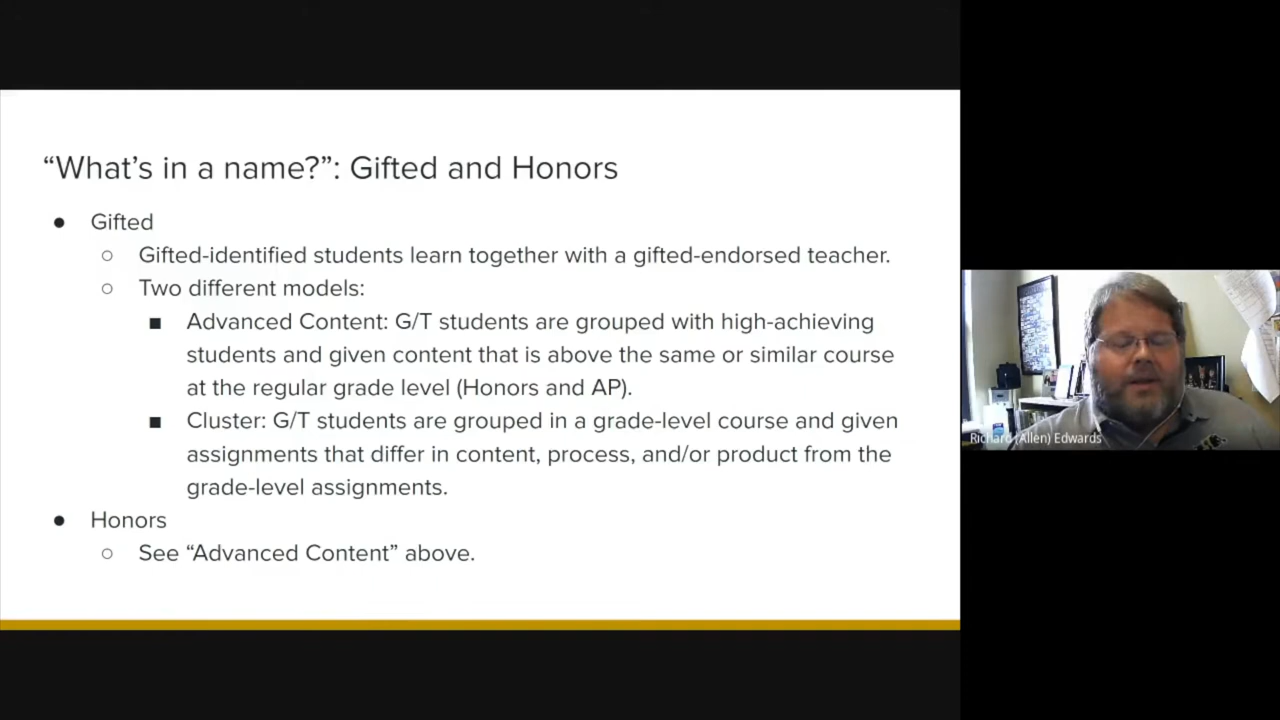 “What’s in a name?”: Gifted and Honors
● Gifted
○ Gifted-identified students learn together with a gifted-endorsed teacher.
○ Two different models:
■ Advanced Content: G/T students are grouped with high-achieving
students and given content that is above the same or similar course
at the regular grade level (Honors and AP).
■ Cluster: G/T students are grouped in a grade-level course and given
assignments that differ in content, process, and/or product from the
grade-level assignments.
● Honors
○ See “Advanced Content” above.
Richard (Allen) Edwards